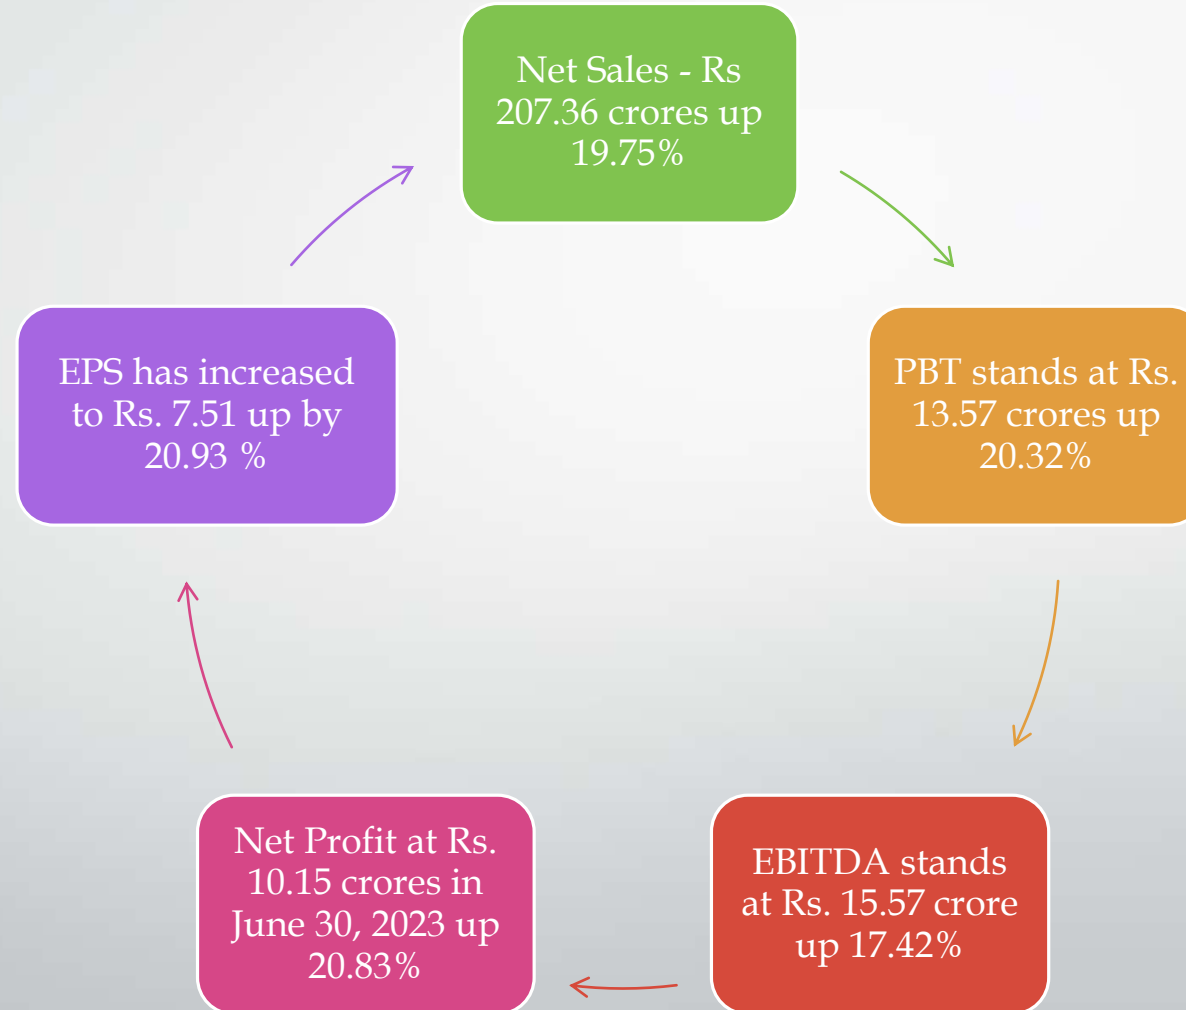 Net Sales - Rs
207.36 crores up
19.75%
PBT stands at Rs.
13.57 crores up
20.32%
EBITDA stands
at Rs. 15.57 crore
up 17.42%
Net Profit at Rs.
10.15 crores in
June 30, 2023 up
20.83%
EPS has increased
to Rs. 7.51 up by
20.93 %